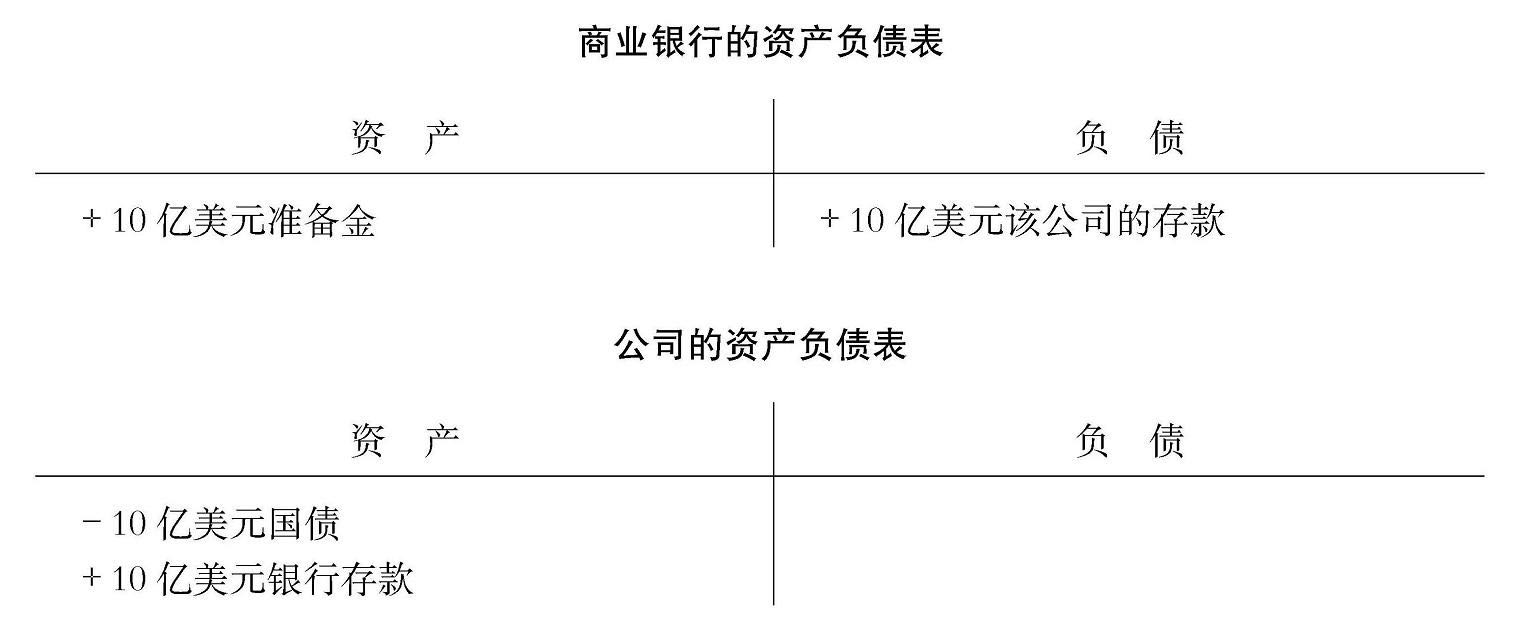 商业银行的资产负债表
资 产 负 债
+ 10 亿美元准备金 + 10 亿美元该公司的存款
公司的资产负债表
资 产 负 债
- 10 亿美元国债
+ 10 亿美元银行存款